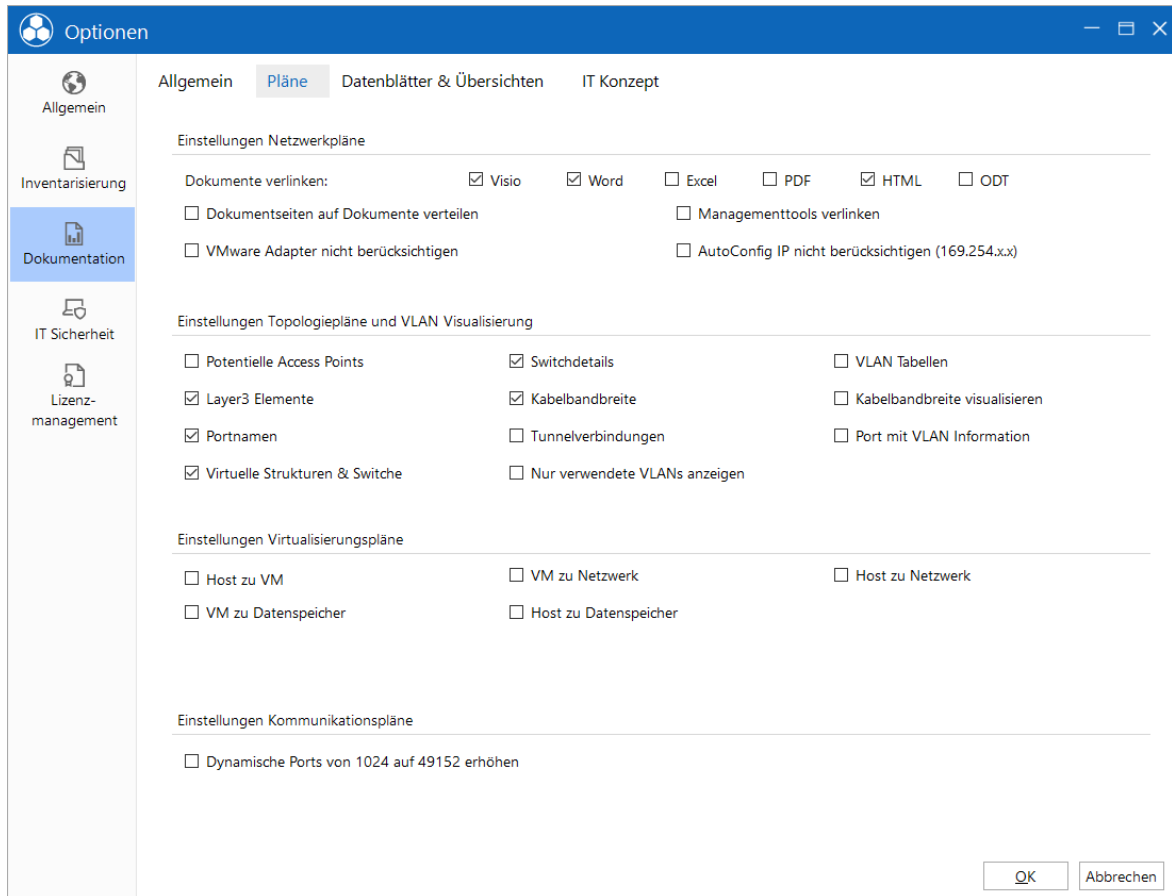 Optionen
Allgemein
Inventarisierung
Dokumentation
IT Sicherheit
Lizenz-
management
Allgemein Pläne Datenblätter & Übersichten IT Konzept
Einstellungen Netzwerkpläne
Dokumente verlinken: Visio Word Excel PDF HTML ODT
Dokumentseiten auf Dokumente verteilen Managementtools verlinken
VMware Adapter nicht berücksichtigen AutoConfig IP nicht berücksichtigen (169.254.x.x)
Einstellungen Topologiepläne und VLAN Visualisierung
Potentielle Access Points Switchdetails VLAN Tabellen
Layer3 Elemente Kabelbandbreite Kabelbandbreite visualisieren
Portnamen Tunnelverbindungen Port mit VLAN Information
Virtuelle Strukturen & Switche Nur verwendete VLANs anzeigen
Einstellungen Virtualisierungspläne
Host zu VM VM zu Netzwerk Host zu Netzwerk
VM zu Datenspeicher Host zu Datenspeicher
Einstellungen Kommunikationspläne
Dynamische Ports von 1024 auf 49152 erhöhen
OK Abbrechen